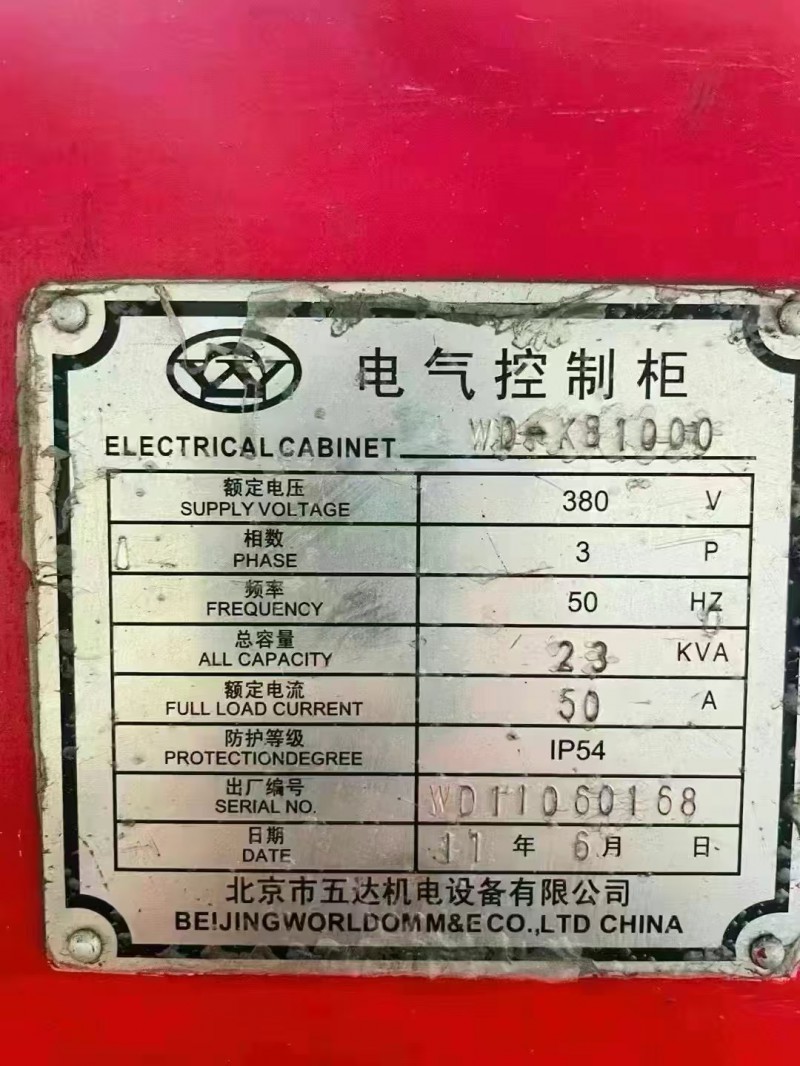 电气控制柜
ELECTRICAL CABINET WD-KB1000
额定电压 380 V
SUPPLY VOLTAGE
相数 3 P
PHASE
频率 50 HZ
FREQUENCY
总容量 23 KVA
ALL CAPACITY
额定电流 50 A
FULL LOAD CURRENT
防护等级 IP54
PROTECTIONDEGREE
出厂编号 WD11060168
SERIAL NO.
日期 11 年 6 月 日
DATE
北京市五达机电设备有限公司
BEIJINGWORLDOMM&ECO.,LTD CHINA